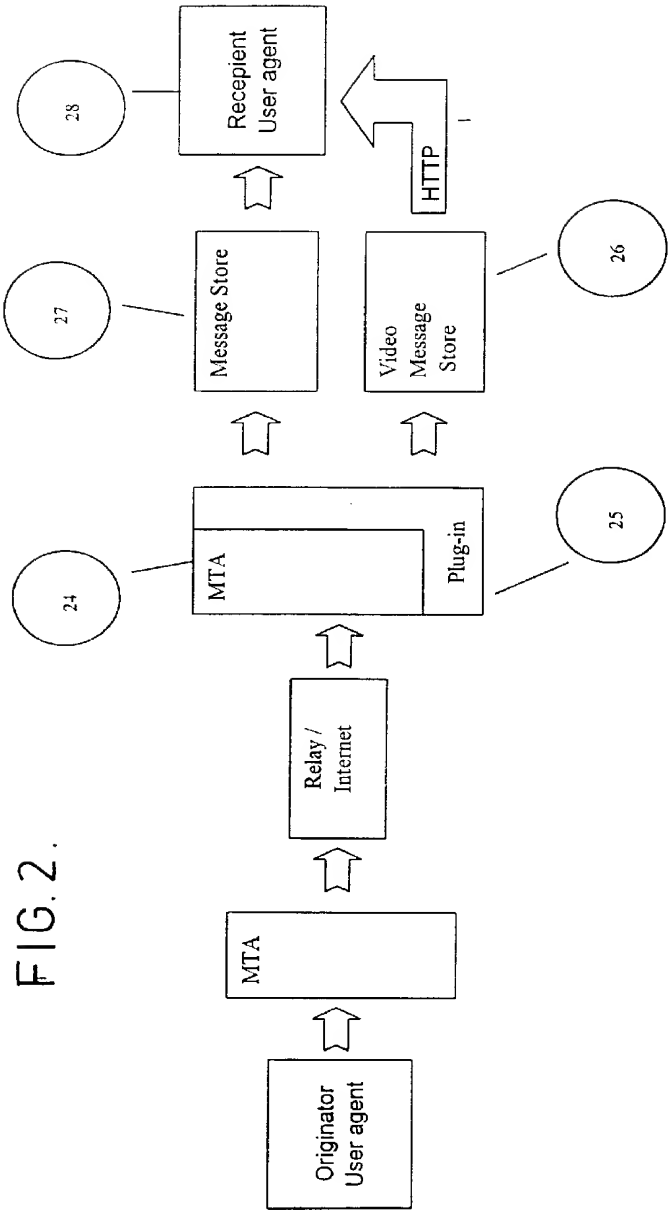 FIG. 2.
Originator
User agent
MTA
Relay /
Internet
MTA
Plug-in
24
25
Message Store
27
Video
Message
Store
26
HTTP
Recepient
User agent
28